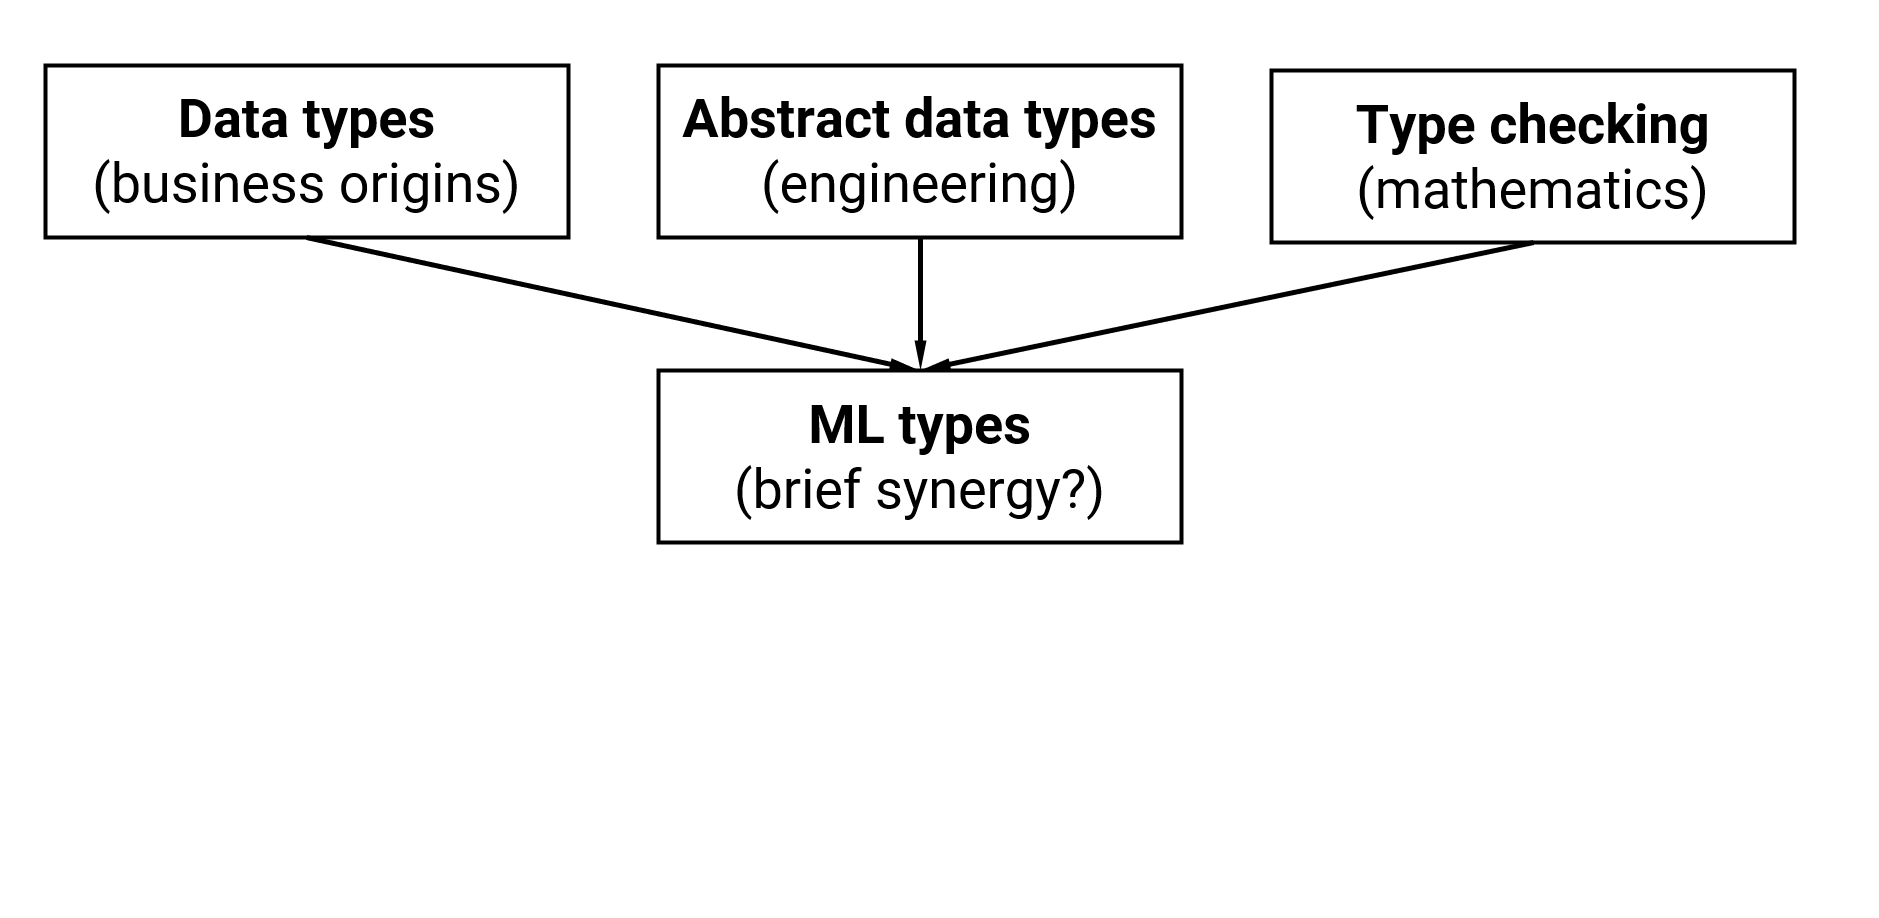 Data types
(business origins)
Abstract data types
(engineering)
Type checking
(mathematics)
ML types
(brief synergy?)